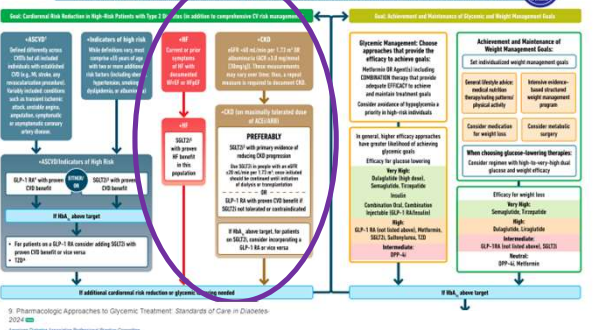 Goal: Cardiorenal Risk Reduction in High-Risk Patients with Type 2 Diabetes (in addition to comprehensive CV risk management)
Goal: Achievement and Maintenance of Glycemic and Weight Management Goals
+ASCVD
Defined differently across
CVOTs but all included
individuals with established
CVD (e.g., MI, stroke, any
revascularization procedure).
Variably included: conditions
such as transient ischemic
attack, unstable angina,
amputation, symptomatic
or asymptomatic coronary
artery disease.
+Indicators of high risk
While definitions vary, most
comprise ≥55 years of age
with two or more additional
risk factors (including obesity,
hypertension, smoking,
dyslipidemia, or albuminuria)
+ASCVD/Indicators of High Risk
GLP-1 RA with proven
CVD benefit
EITHER/
OR
SGLT2i with proven
CVD benefit
If HbA1c above target
• For patients on a GLP-1 RA consider adding SGLT2i with
proven CVD benefit or vice versa
• TZD
+HF
Current or prior
symptoms
of HF with
documented
HFrEF or HFpEF
+HF
SGLT2i
with proven
HF benefit
in this
population
+CKD
eGFR <60 mL/min per 1.73 m² OR
albuminuria (ACR ≥3.0 mg/mmol
[30mg/g]). These measurements
may vary over time; thus, a repeat
measure is required to document CKD.
+CKD (on maximally tolerated dose
of ACEi/ARB)
PREFERABLY
SGLT2i with primary evidence of
reducing CKD progression
Use SGLT2i in people with an eGFR
≥20 mL/min per 1.73 m²; once initiated
should be continued until initiation
of dialysis or transplantation
OR
GLP-1 RA with proven CVD benefit if
SGLT2i not tolerated or contraindicated
If HbA1c above target, for patients
on SGLT2i, consider incorporating a
GLP-1 RA or vice versa
If additional cardiorenal risk reduction or glycemic lowering needed
Glycemic Management: Choose
approaches that provide the
efficacy to achieve goals:
Metformin OR Agent(s) including
COMBINATION therapy that provide
adequate EFFICACY to achieve
and maintain treatment goals
Consider avoidance of hypoglycemia a
priority in high-risk individuals
In general, higher efficacy approaches
have greater likelihood of achieving
glycemic goals
Efficacy for glucose lowering
Very High:
Dulaglutide (high dose),
Semaglutide, Tirzepatide
Insulin
Combination Oral, Combination
Injectable (GLP-1 RA/Insulin)
High:
GLP-1 RA (not listed above), Metformin,
SGLT2i, Sulfonylurea, TZD
Intermediate:
DPP-4i
Achievement and Maintenance of
Weight Management Goals:
Set individualized weight management goals
General lifestyle advice:
medical nutrition
therapy/eating patterns/
physical activity
Intensive evidence-
based structured
weight management
program
Consider medication
for weight loss
Consider metabolic
surgery
When choosing glucose-lowering therapies:
Consider regimen with high-to-very-high dual
glucose and weight efficacy
Efficacy for weight loss
Very High:
Semaglutide, Tirzepatide
High:
Dulaglutide, Liraglutide
Intermediate:
GLP-1RA (not listed above), SGLT2i
Neutral:
DPP-4i, Metformin
If HbA1c above target
9. Pharmacologic Approaches to Glycemic Treatment: Standards of Care in Diabetes-
2024